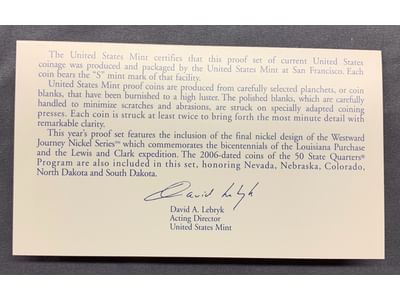 The United States Mint certifies that this proof set of current United States
coinage was produced and packaged by the United States Mint at San Francisco. Each
coin bears the "S" mint mark of that facility.
United States Mint proof coins are produced from carefully selected planchets, or coin
blanks, that have been burnished to a high luster. The polished blanks, which are carefully
handled to minimize scratches and abrasions, are struck on specially adapted coining
presses. Each coin is struck at least twice to bring forth the most minute detail with
remarkable clarity.
This year's proof set features the inclusion of the final nickel design of the Westward
Journey Nickel Series™ which commemorates the bicentennials of the Louisiana Purchase
and the Lewis and Clark expedition. The 2006-dated coins of the 50 State Quarters®
Program are also included in this set, honoring Nevada, Nebraska, Colorado,
North Dakota and South Dakota.
David Lebryk
David A. Lebryk
Acting Director
United States Mint